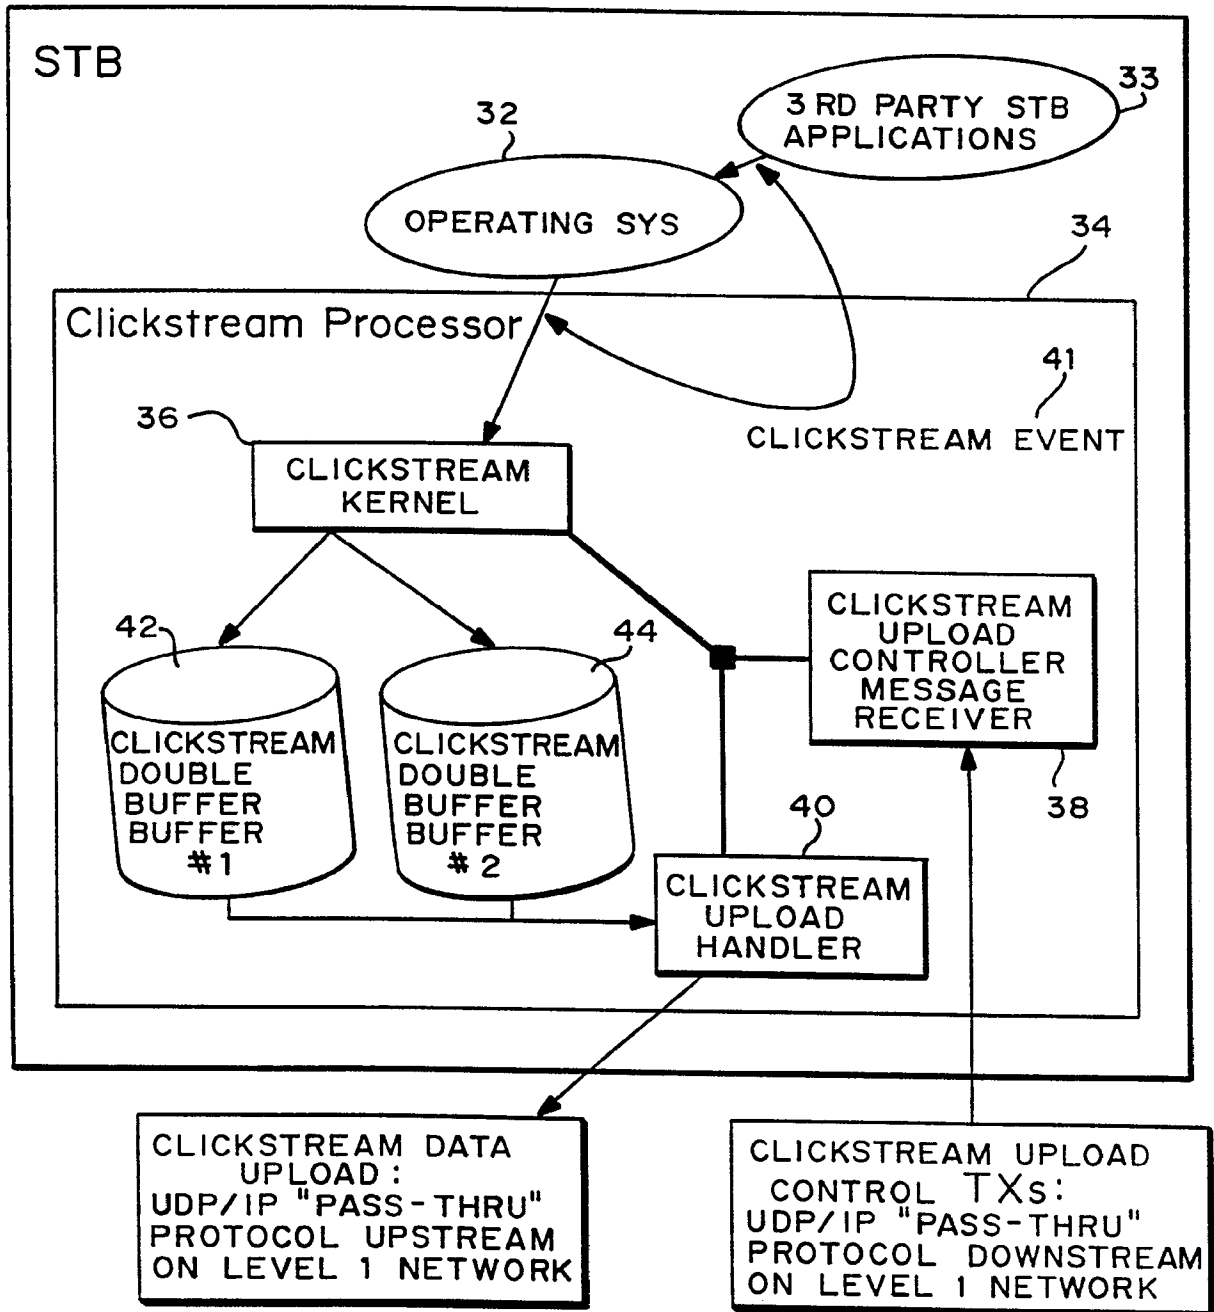 STB
33
3RD PARTY STB
APPLICATIONS
32
OPERATING SYS
34
Clickstream Processor
41
CLICKSTREAM EVENT
36
CLICKSTREAM
KERNEL
42
CLICKSTREAM
DOUBLE
BUFFER
BUFFER
#1
44
CLICKSTREAM
DOUBLE
BUFFER
BUFFER
#2
CLICKSTREAM
UPLOAD
CONTROLLER
MESSAGE
RECEIVER
38
40
CLICKSTREAM
UPLOAD
HANDLER
CLICKSTREAM DATA
UPLOAD:
UDP/IP "PASS-THRU"
PROTOCOL UPSTREAM
ON LEVEL 1 NETWORK
CLICKSTREAM UPLOAD
CONTROL TXs:
UDP/IP "PASS-THRU"
PROTOCOL DOWNSTREAM
ON LEVEL 1 NETWORK